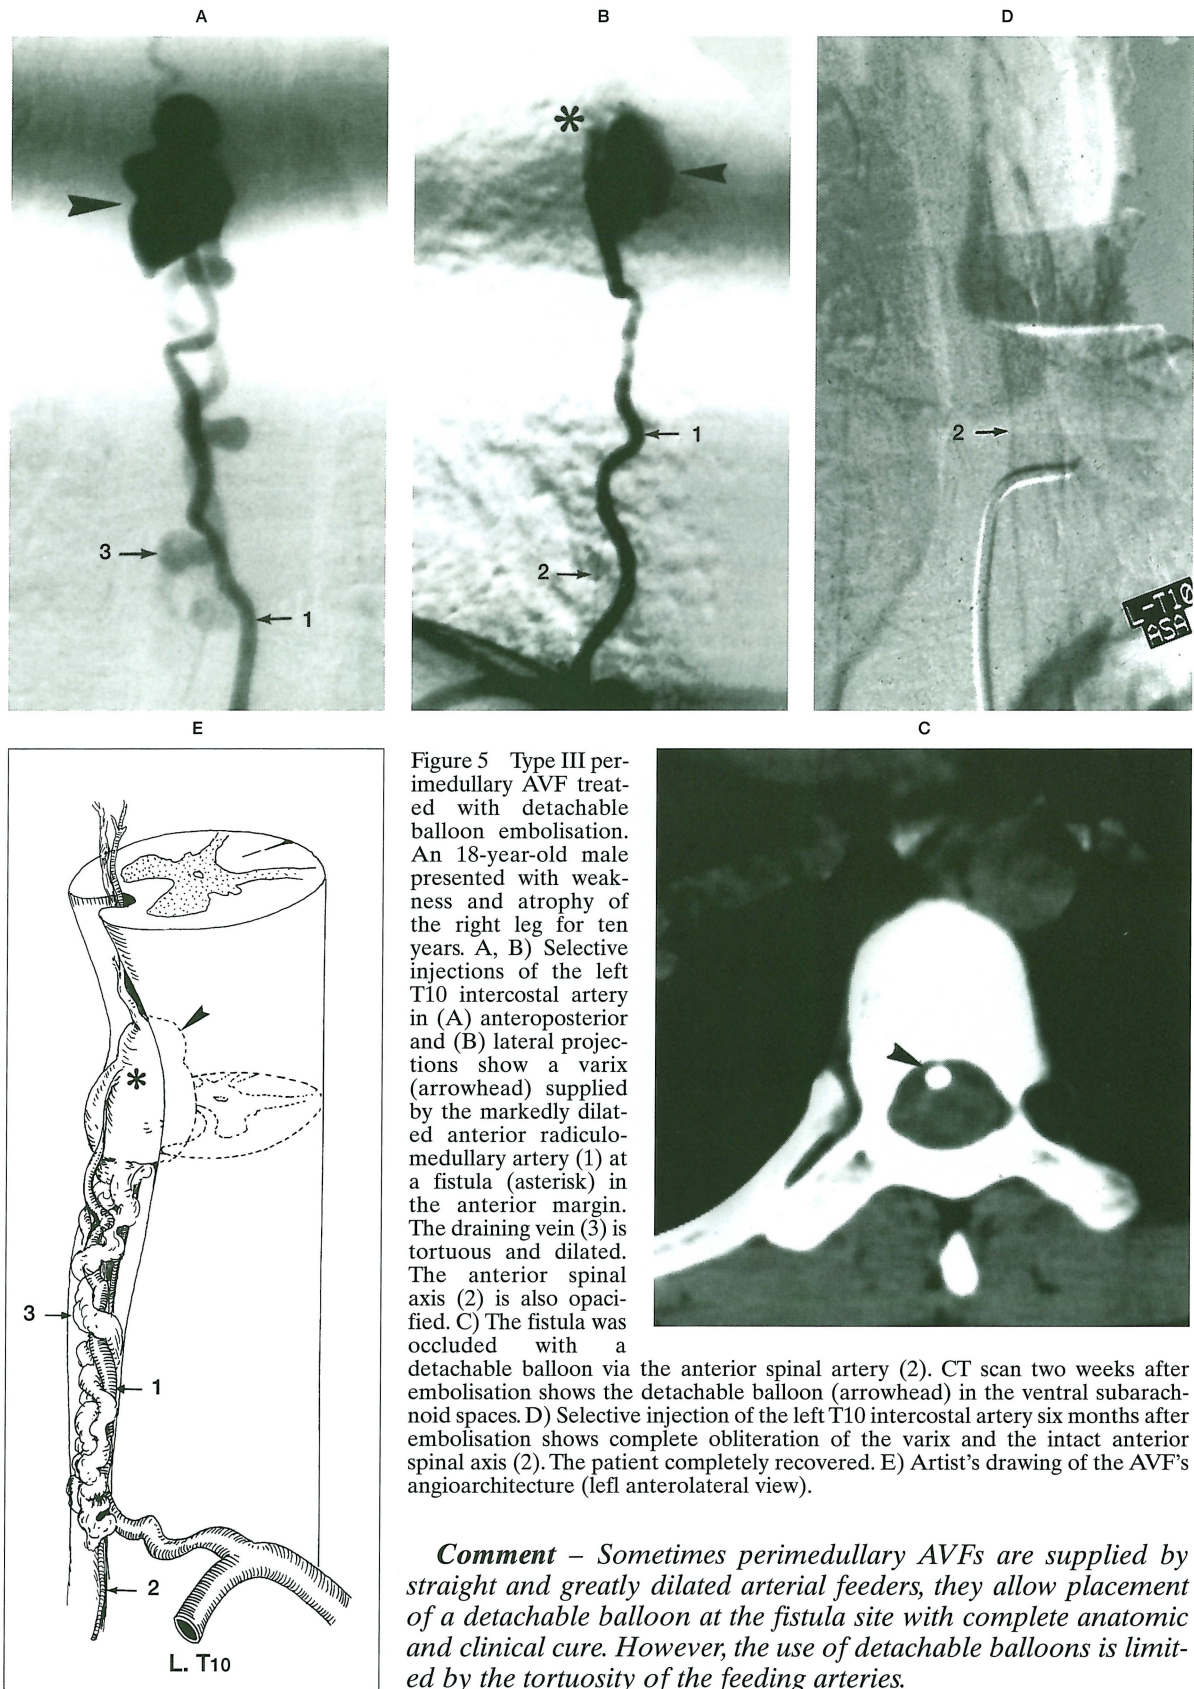 A
B
D
1
3
1
2
2
L-T10
ASA
E
C
3
1
2
L. T10
Figure 5 Type III per-
imedullary AVF treat-
ed with detachable
balloon embolisation.
An 18-year-old male
presented with weak-
ness and atrophy of
the right leg for ten
years. A, B) Selective
injections of the left
T10 intercostal artery
in (A) anteroposterior
and (B) lateral projec-
tions show a varix
(arrowhead) supplied
by the markedly dilat-
ed anterior radiculo-
medullary artery (1) at
a fistula (asterisk) in
the anterior margin.
The draining vein (3) is
tortuous and dilated.
The anterior spinal
axis (2) is also opaci-
fied. C) The fistula was
occluded with a
detachable balloon via the anterior spinal artery (2). CT scan two weeks after
embolisation shows the detachable balloon (arrowhead) in the ventral subarach-
noid spaces. D) Selective injection of the left T10 intercostal artery six months after
embolisation shows complete obliteration of the varix and the intact anterior
spinal axis (2). The patient completely recovered. E) Artist's drawing of the AVF's
angioarchitecture (lefl anterolateral view).
Comment – Sometimes perimedullary AVFs are supplied by
straight and greatly dilated arterial feeders, they allow placement
of a detachable balloon at the fistula site with complete anatomic
and clinical cure. However, the use of detachable balloons is limit-
ed by the tortuosity of the feeding arteries.